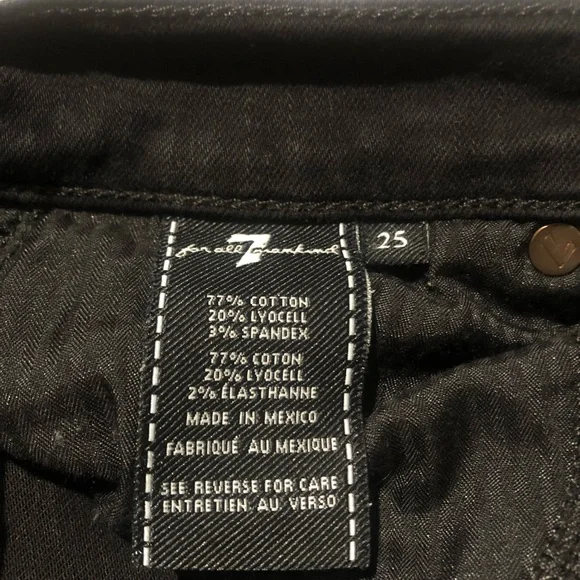 7
for all mankind
25
77% COTTON
20% LYOCELL
3% SPANDEX
77% COTON
20% LYOCELL
2% ÉLASTHANNE
MADE IN MEXICO
FABRIQUÉ AU MEXIQUE
SEE REVERSE FOR CARE
ENTRETIEN AU VERSO